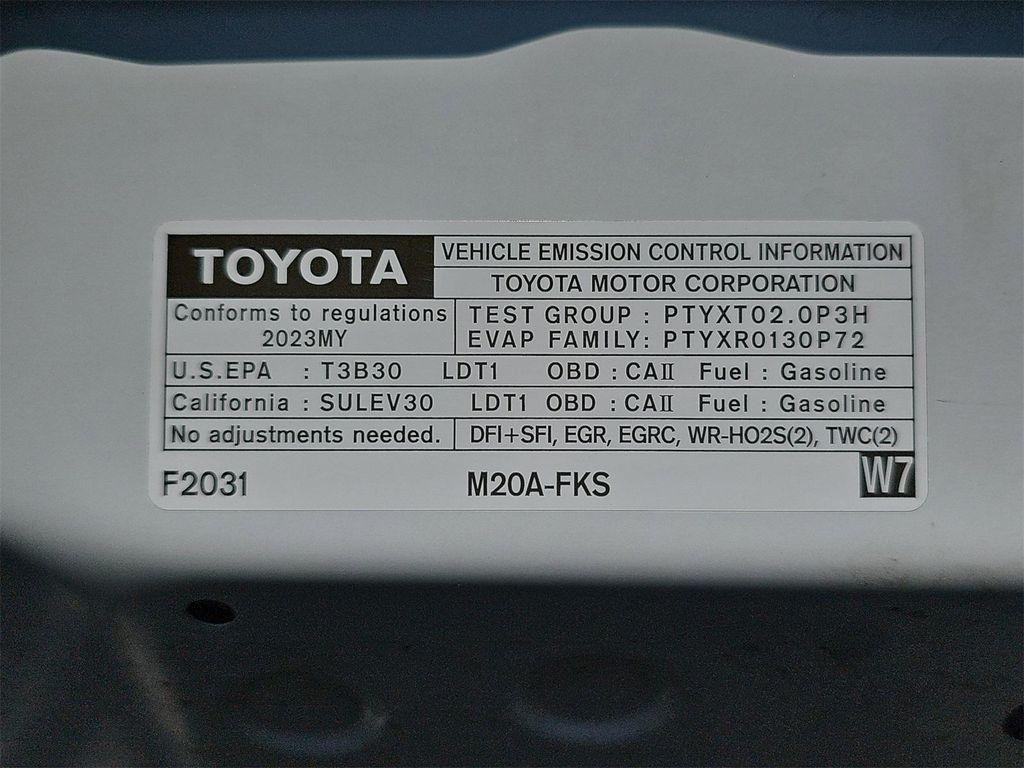 TOYOTA
VEHICLE EMISSION CONTROL INFORMATION
TOYOTA MOTOR CORPORATION
Conforms to regulations
2023MY
TEST GROUP : PTYXT02.0P3H
EVAP FAMILY: PTYXR0130P72
U.S.EPA : T3B30 LDT1 OBD : CAⅡ Fuel : Gasoline
California : SULEV30 LDT1 OBD : CAⅡ Fuel : Gasoline
No adjustments needed.
DFI+SFI, EGR, EGRC, WR-HO2S(2), TWC(2)
F2031
M20A-FKS
W7